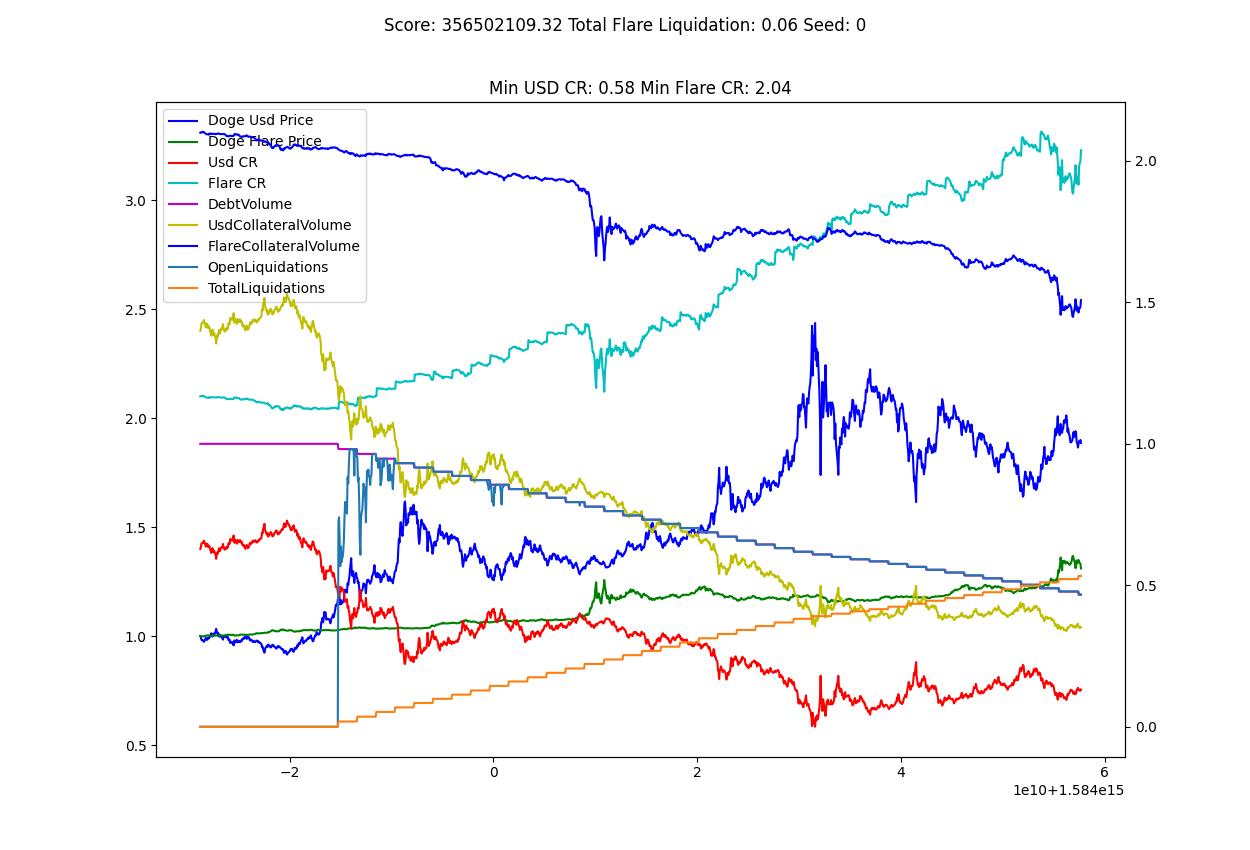 Score: 356502109.32 Total Flare Liquidation: 0.06 Seed: 0
Min USD CR: 0.58 Min Flare CR: 2.04
Doge Usd Price
Doge Flare Price
Usd CR
Flare CR
DebtVolume
UsdCollateralVolume
FlareCollateralVolume
OpenLiquidations
TotalLiquidations
3.0
2.5
2.0
1.5
1.0
0.5
2.0
1.5
1.0
0.5
0.0
−2
0
2
4
6
1e10+1.584e15